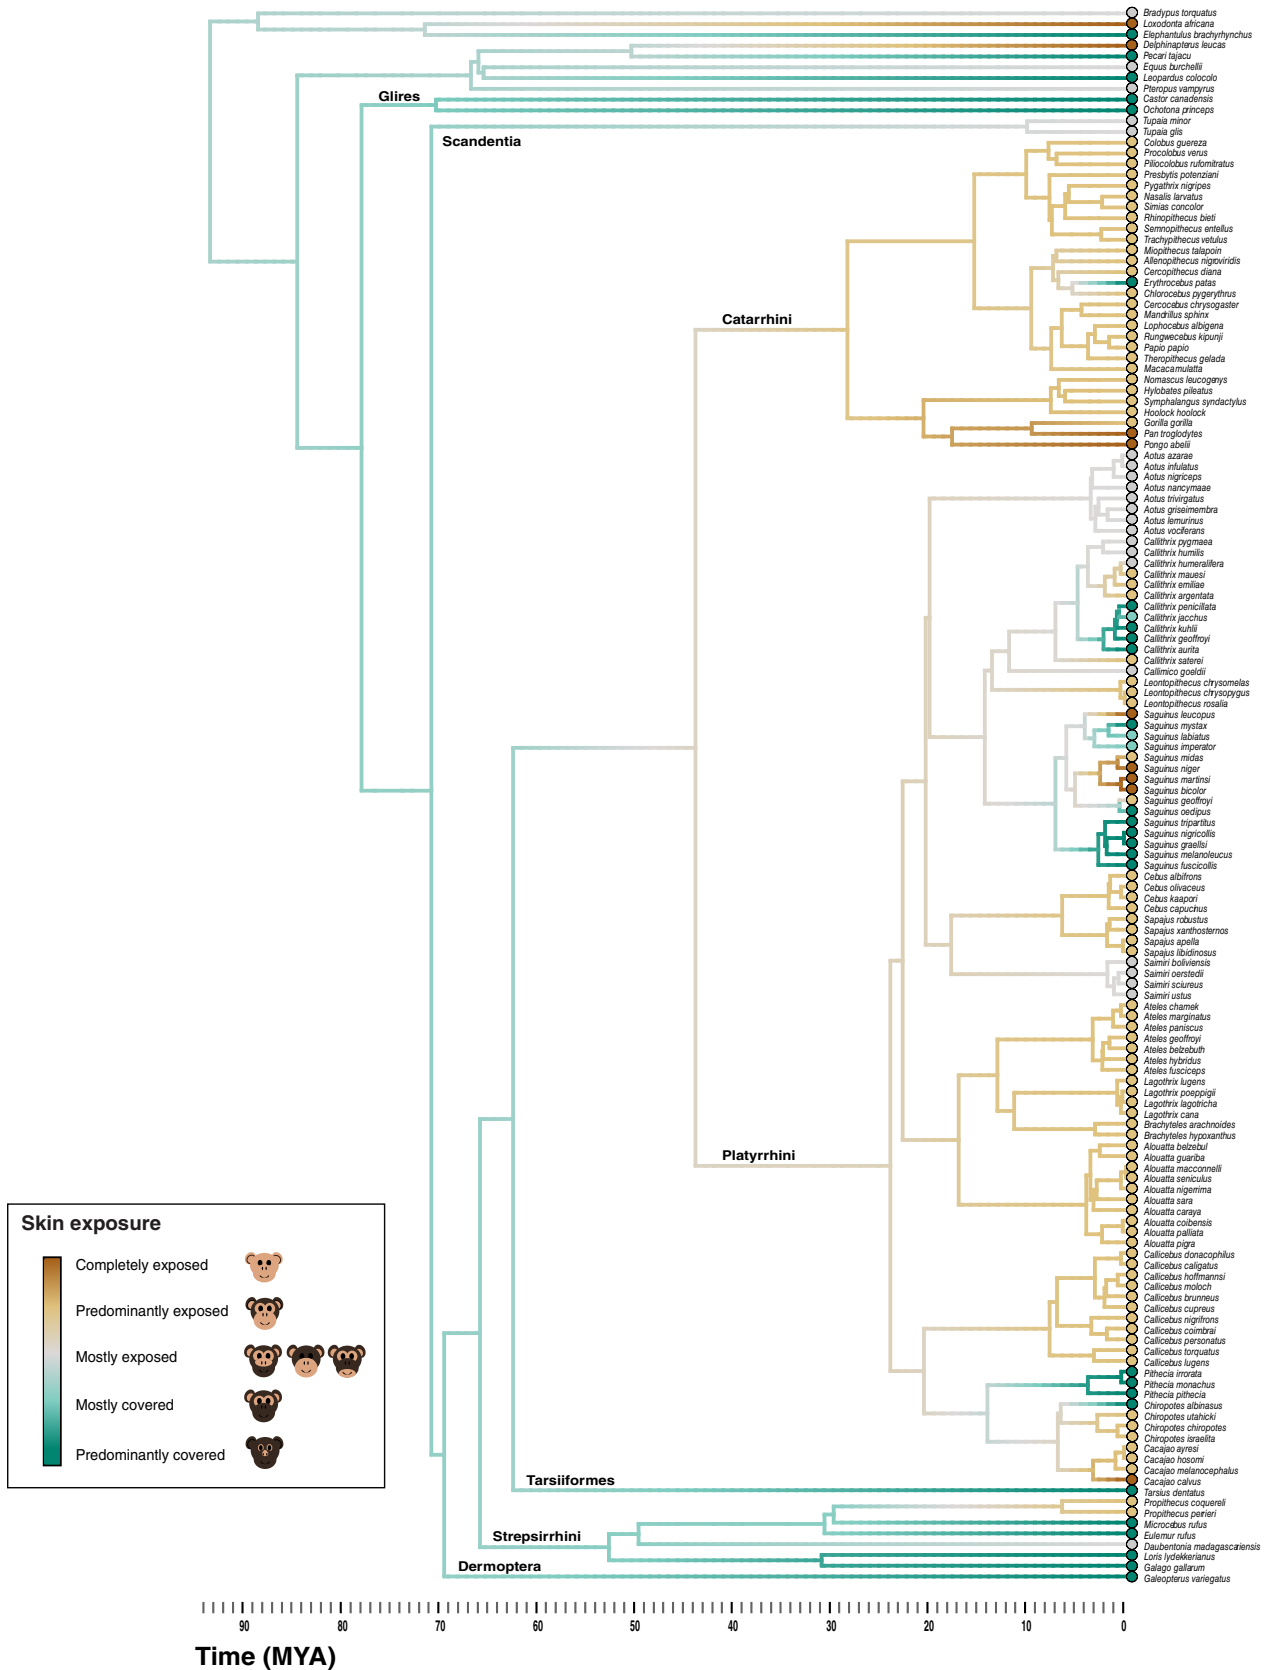 Bradypus torquatus
Loxodonta africana
Elephantulus brachyrhynchus
Delphinapterus leucas
Pecari tajacu
Equus burchellii
Leopardus colocolo
Pteropus vampyrus
Glires
Castor canadensis
Ochotona princeps
Tupaia minor
Tupaia glis
Scandentia
Colobus guereza
Procolobus verus
Piliocolobus rufomitratus
Presbytis potenziani
Pygathrix nigripes
Nasalis larvatus
Simias concolor
Rhinopithecus bieti
Semnopithecus entellus
Trachypithecus vetulus
Miopithecus talapoin
Allenopithecus nigroviridis
Cercopithecus diana
Erythrocebus patas
Chlorocebus pygerythrus
Cercocebus chrysogaster
Mandrillus sphinx
Catarrhini
Lophocebus albigena
Rungwecebus kipunji
Papio papio
Theropithecus gelada
Macaca mulatta
Nomascus leucogenys
Hylobates pileatus
Symphalangus syndactylus
Hoolock hoolock
Gorilla gorilla
Pan troglodytes
Pongo abelii
Aotus azarae
Aotus infulatus
Aotus nigriceps
Aotus nancymaae
Aotus trivirgatus
Aotus griseimembra
Aotus lemurinus
Aotus vociferans
Callithrix pygmaea
Callithrix humilis
Callithrix humeralifera
Callithrix mauesi
Callithrix emiliae
Callithrix argentata
Callithrix penicillata
Callithrix jacchus
Callithrix kuhlii
Callithrix geoffroyi
Callithrix aurita
Callithrix saterei
Callimico goeldii
Leontopithecus chrysomelas
Leontopithecus chrysopygus
Leontopithecus rosalia
Saguinus leucopus
Saguinus mystax
Saguinus labiatus
Saguinus imperator
Saguinus midas
Saguinus niger
Saguinus martinsi
Saguinus bicolor
Saguinus geoffroyi
Saguinus oedipus
Saguinus tripartitus
Saguinus nigricollis
Saguinus graellsi
Saguinus melanoleucus
Saguinus fuscicollis
Cebus albifrons
Cebus olivaceus
Cebus kaapori
Cebus capuchus
Sapajus robustus
Sapajus xanthosternos
Sapajus apella
Sapajus libidinosus
Saimiri boliviensis
Saimiri oerstedii
Saimiri sciureus
Saimiri ustus
Ateles chamek
Ateles marginatus
Ateles paniscus
Ateles geoffroyi
Ateles belzebuth
Ateles hybridus
Ateles fusciceps
Lagothrix lugens
Lagothrix poeppigii
Lagothrix lagotricha
Lagothrix cana
Brachyteles arachnoides
Brachyteles hypoxanthus
Alouatta belzebul
Platyrrhini
Alouatta guariba
Alouatta macconnelli
Alouatta seniculus
Alouatta nigerrima
Alouatta sara
Alouatta caraya
Alouatta coibensis
Alouatta palliata
Alouatta pigra
Callicebus donacophilus
Callicebus caligatus
Callicebus hoffmannsi
Callicebus moloch
Callicebus brunneus
Callicebus cupreus
Callicebus nigrifrons
Callicebus coimbrai
Callicebus personatus
Callicebus torquatus
Callicebus lugens
Pithecia irrorata
Pithecia monachus
Pithecia pithecia
Chiropotes albinasus
Chiropotes utahicki
Chiropotes chiropotes
Chiropotes israelita
Cacajao ayresi
Cacajao hosomi
Cacajao melanocephalus
Cacajao calvus
Tarsiiformes
Tarsius dentatus
Propithecus coquereli
Propithecus perrieri
Microcebus rufus
Eulemur rufus
Strepsirrhini
Daubentonia madagascariensis
Loris lydekkerianus
Galago gallarum
Dermoptera
Galeopterus variegatus
Skin exposure
Completely exposed
Predominantly exposed
Mostly exposed
Mostly covered
Predominantly covered
90 80 70 60 50 40 30 20 10 0
Time (MYA)